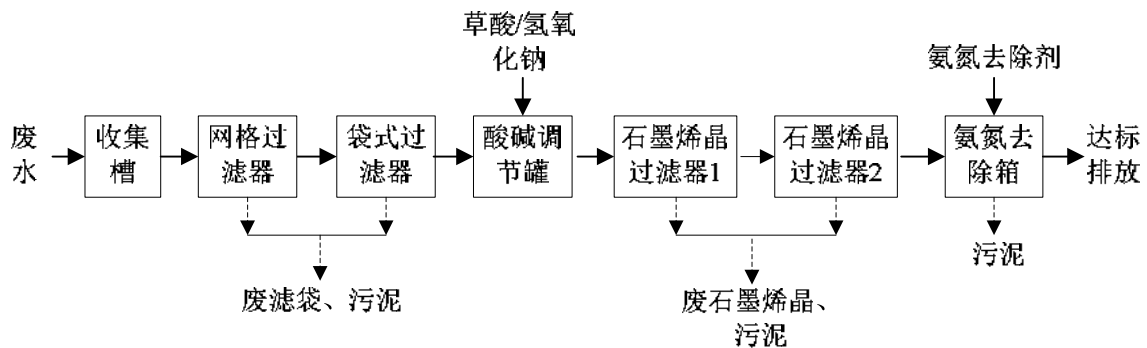 草酸/氢氧
化钠
氨氮去除剂
废
水
收集
槽
网格过
滤器
袋式过
滤器
酸碱调
节罐
石墨烯晶
过滤器1
石墨烯晶
过滤器2
氨氮去
除箱
达标
排放
废滤袋、污泥
废石墨烯晶、
污泥
污泥